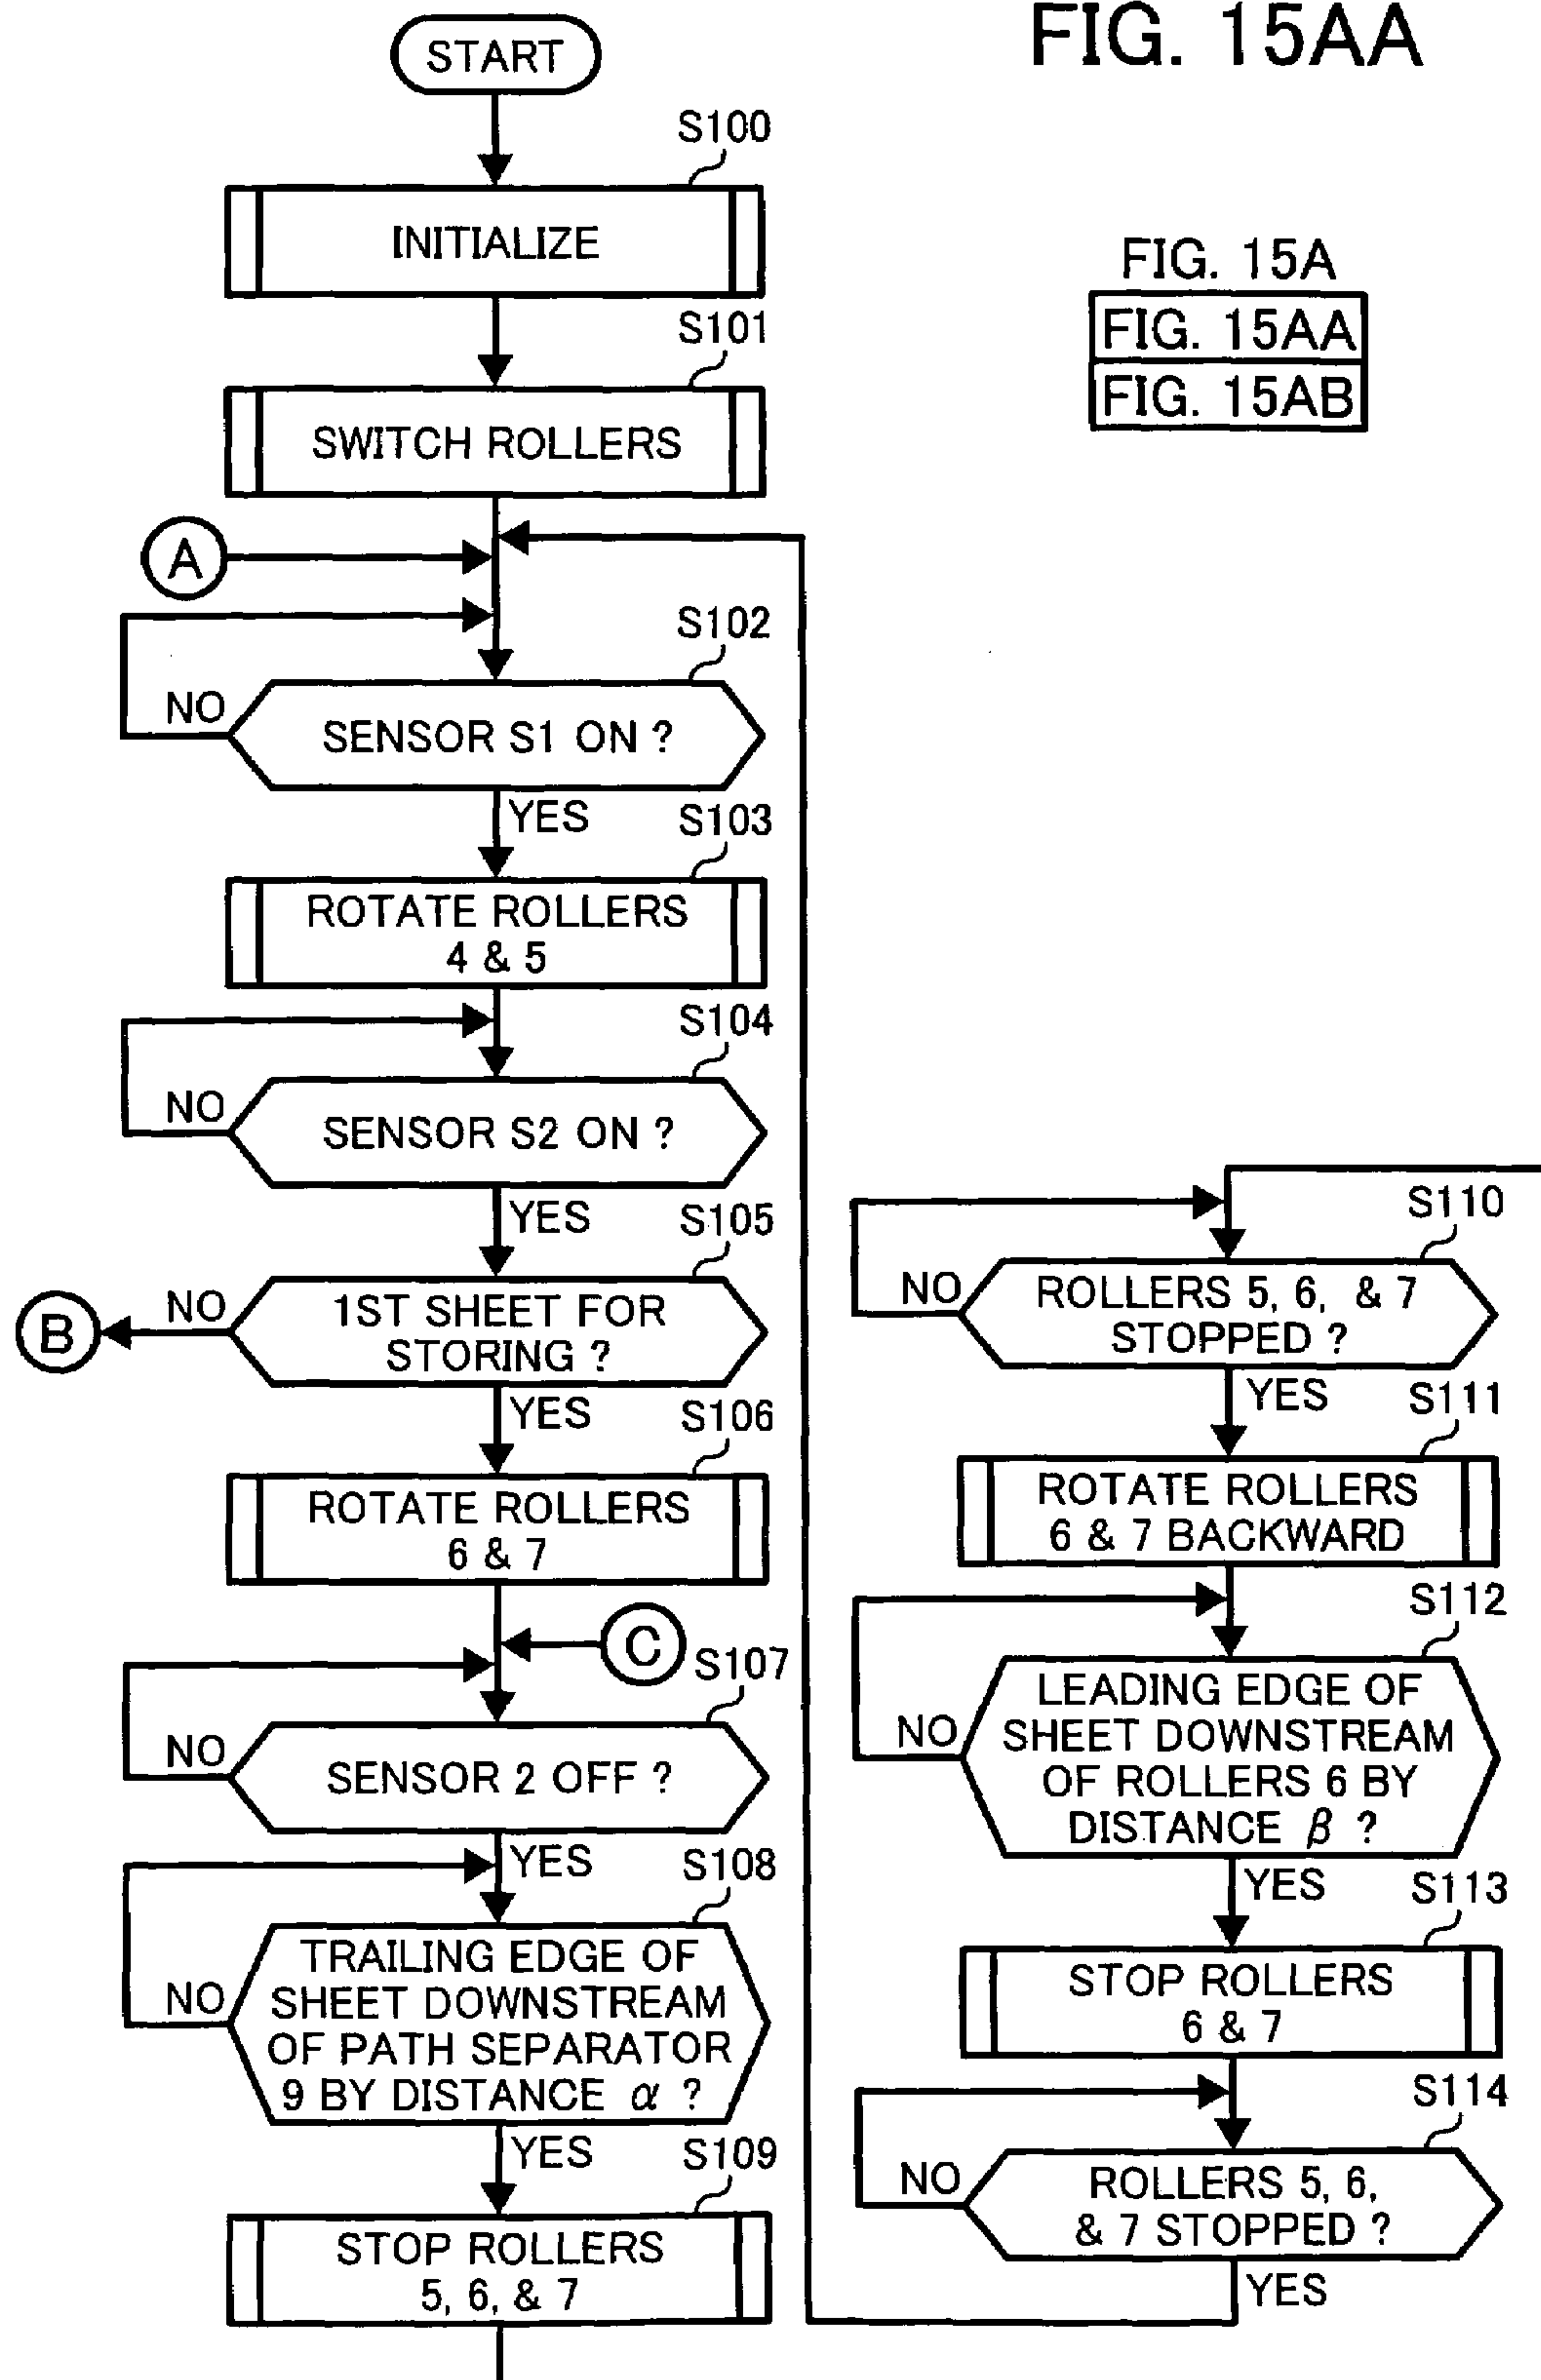 FIG. 15AA
START
S100
INITIALIZE
S101
SWITCH ROLLERS
FIG. 15A
FIG. 15AA
FIG. 15AB
A
S102
NO
SENSOR S1 ON ?
YES
S103
ROTATE ROLLERS
4 & 5
S104
NO
SENSOR S2 ON ?
YES
S105
B
NO
1ST SHEET FOR
STORING ?
YES
S106
ROTATE ROLLERS
6 & 7
C
S107
NO
SENSOR 2 OFF ?
YES
S108
NO
TRAILING EDGE OF
SHEET DOWNSTREAM
OF PATH SEPARATOR
9 BY DISTANCE α ?
YES
S109
STOP ROLLERS
5, 6, & 7
S110
NO
ROLLERS 5, 6, & 7
STOPPED ?
YES
S111
ROTATE ROLLERS
6 & 7 BACKWARD
S112
NO
LEADING EDGE OF
SHEET DOWNSTREAM
OF ROLLERS 6 BY
DISTANCE β ?
YES
S113
STOP ROLLERS
6 & 7
S114
NO
ROLLERS 5, 6,
& 7 STOPPED ?
YES